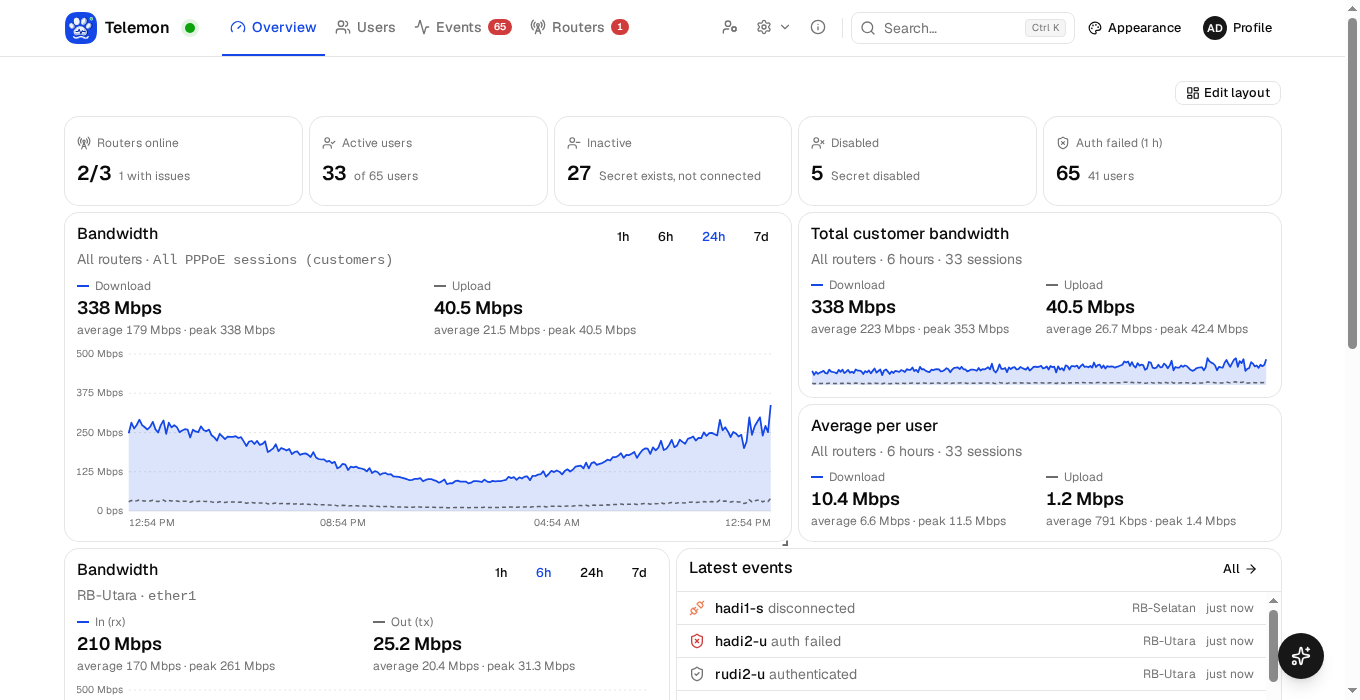 Telemon
Overview
Users
Events 65
Routers 1
Search...
Ctrl K
Appearance
AD
Profile
Edit layout
Routers online
2/3 1 with issues
Active users
33 of 65 users
Inactive
27 Secret exists, not connected
Disabled
5 Secret disabled
Auth failed (1 h)
65 41 users
Bandwidth
1h 6h 24h 7d
All routers · All PPPoE sessions (customers)
Download
338 Mbps
average 179 Mbps · peak 338 Mbps
Upload
40.5 Mbps
average 21.5 Mbps · peak 40.5 Mbps
500 Mbps
375 Mbps
250 Mbps
125 Mbps
0 bps
12:54 PM 08:54 PM 04:54 AM 12:54 PM
Total customer bandwidth
All routers · 6 hours · 33 sessions
Download
338 Mbps
average 223 Mbps · peak 353 Mbps
Upload
40.5 Mbps
average 26.7 Mbps · peak 42.4 Mbps
Average per user
All routers · 6 hours · 33 sessions
Download
10.4 Mbps
average 6.6 Mbps · peak 11.5 Mbps
Upload
1.2 Mbps
average 791 Kbps · peak 1.4 Mbps
Bandwidth
1h 6h 24h 7d
RB-Utara · ether1
In (rx)
210 Mbps
average 170 Mbps · peak 261 Mbps
Out (tx)
25.2 Mbps
average 20.4 Mbps · peak 31.3 Mbps
500 Mbps
Latest events
All
hadi1-s disconnected RB-Selatan just now
hadi2-u auth failed RB-Utara just now
rudi2-u authenticated RB-Utara just now